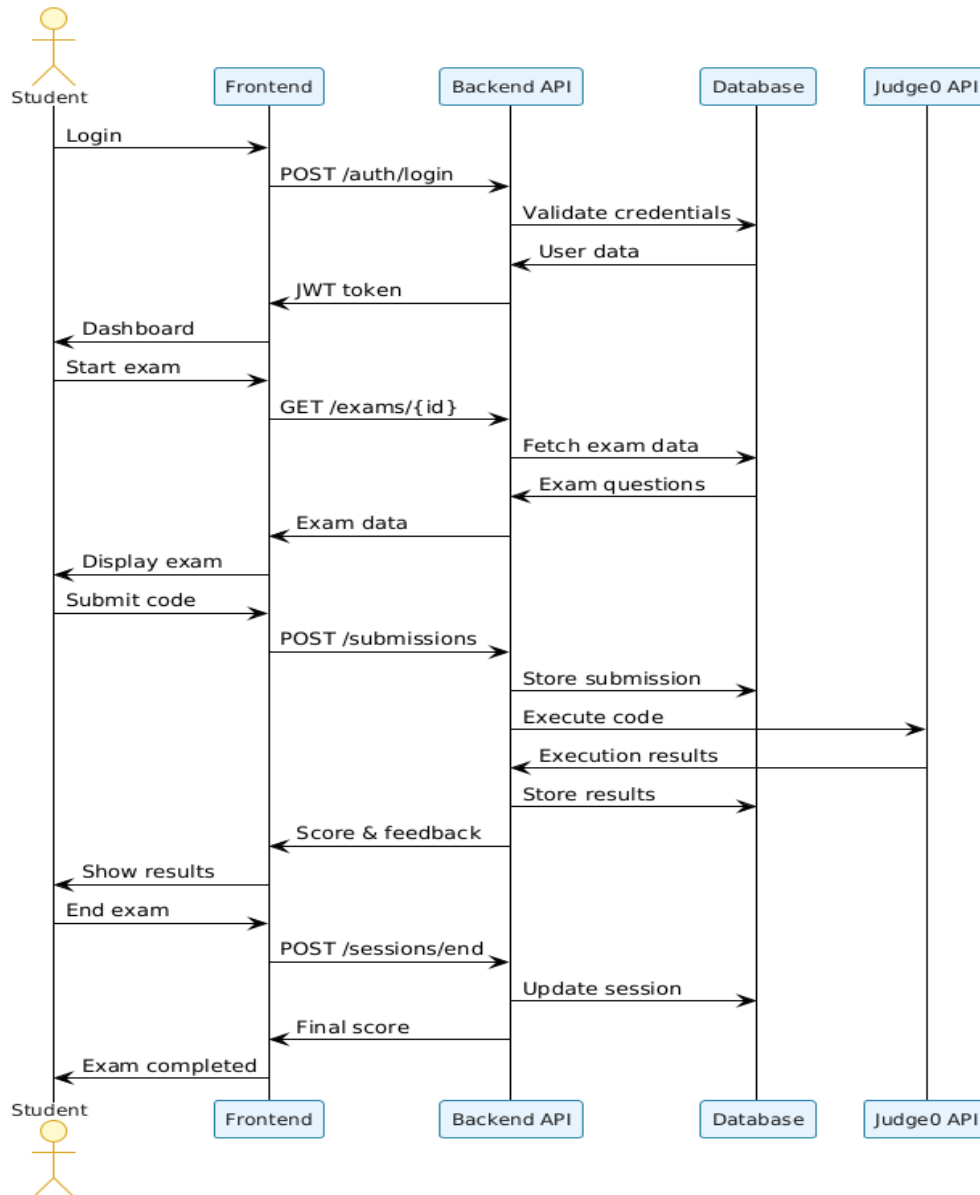 Student
Frontend
Backend API
Database
Judge0 API
Login
POST /auth/login
Validate credentials
User data
JWT token
Dashboard
Start exam
GET /exams/{id}
Fetch exam data
Exam questions
Exam data
Display exam
Submit code
POST /submissions
Store submission
Execute code
Execution results
Store results
Score & feedback
Show results
End exam
POST /sessions/end
Update session
Final score
Exam completed
Student
Frontend
Backend API
Database
Judge0 API